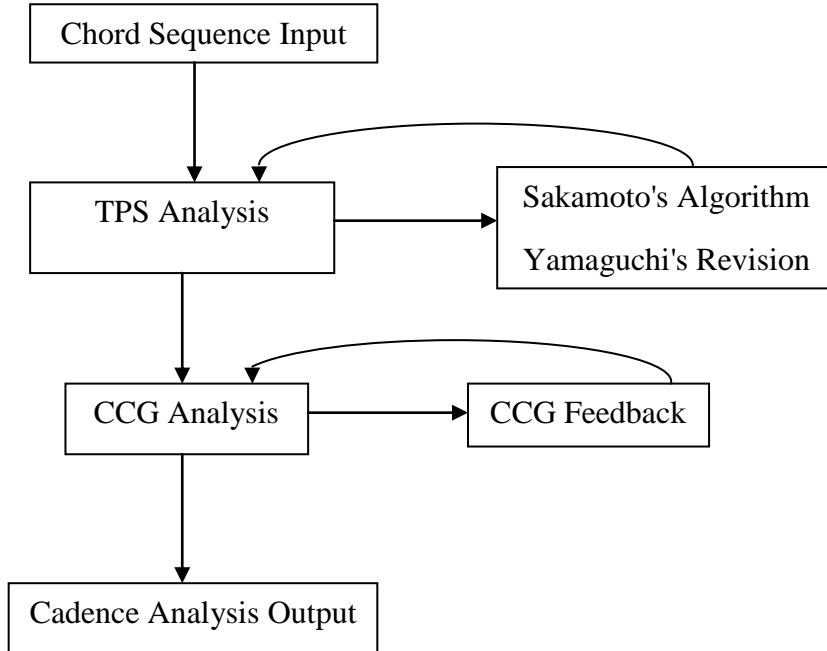 Chord Sequence Input
TPS Analysis
Sakamoto's Algorithm
Yamaguchi's Revision
CCG Analysis
CCG Feedback
Cadence Analysis Output